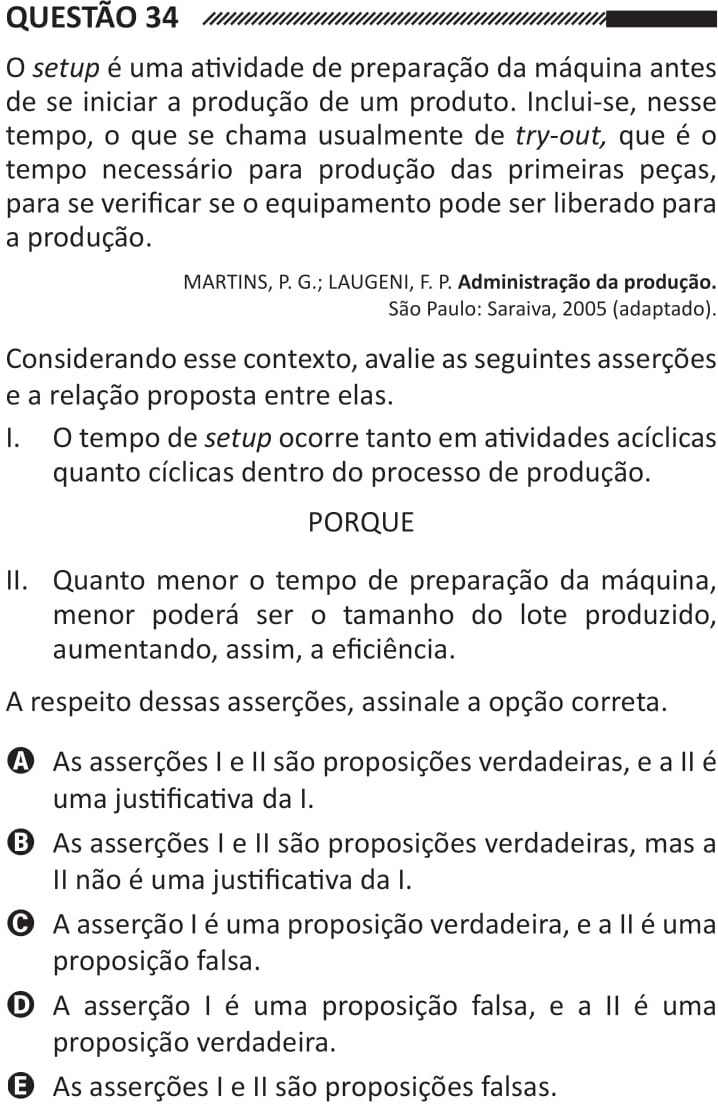 QUESTÃO 34
O setup é uma atividade de preparação da máquina antes
de se iniciar a produção de um produto. Inclui-se, nesse
tempo, o que se chama usualmente de try-out, que é o
tempo necessário para produção das primeiras peças,
para se verificar se o equipamento pode ser liberado para
a produção.
MARTINS, P. G.; LAUGENI, F. P. Administração da produção.
São Paulo: Saraiva, 2005 (adaptado).
Considerando esse contexto, avalie as seguintes asserções
e a relação proposta entre elas.
I. O tempo de setup ocorre tanto em atividades acíclicas
quanto cíclicas dentro do processo de produção.
PORQUE
II. Quanto menor o tempo de preparação da máquina,
menor poderá ser o tamanho do lote produzido,
aumentando, assim, a eficiência.
A respeito dessas asserções, assinale a opção correta.
A As asserções I e II são proposições verdadeiras, e a II é
uma justificativa da I.
B As asserções I e II são proposições verdadeiras, mas a
II não é uma justificativa da I.
C A asserção I é uma proposição verdadeira, e a II é uma
proposição falsa.
D A asserção I é uma proposição falsa, e a II é uma
proposição verdadeira.
E As asserções I e II são proposições falsas.